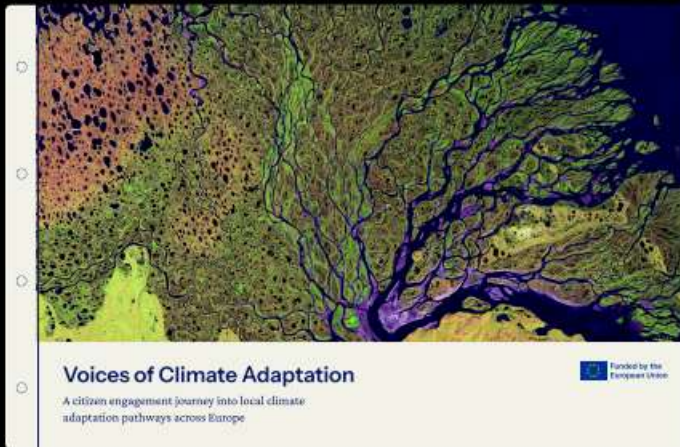 Voices of Climate Adaptation
A citizen engagement journey into local climate
adaptation pathways across Europe
Funded by the
European Union